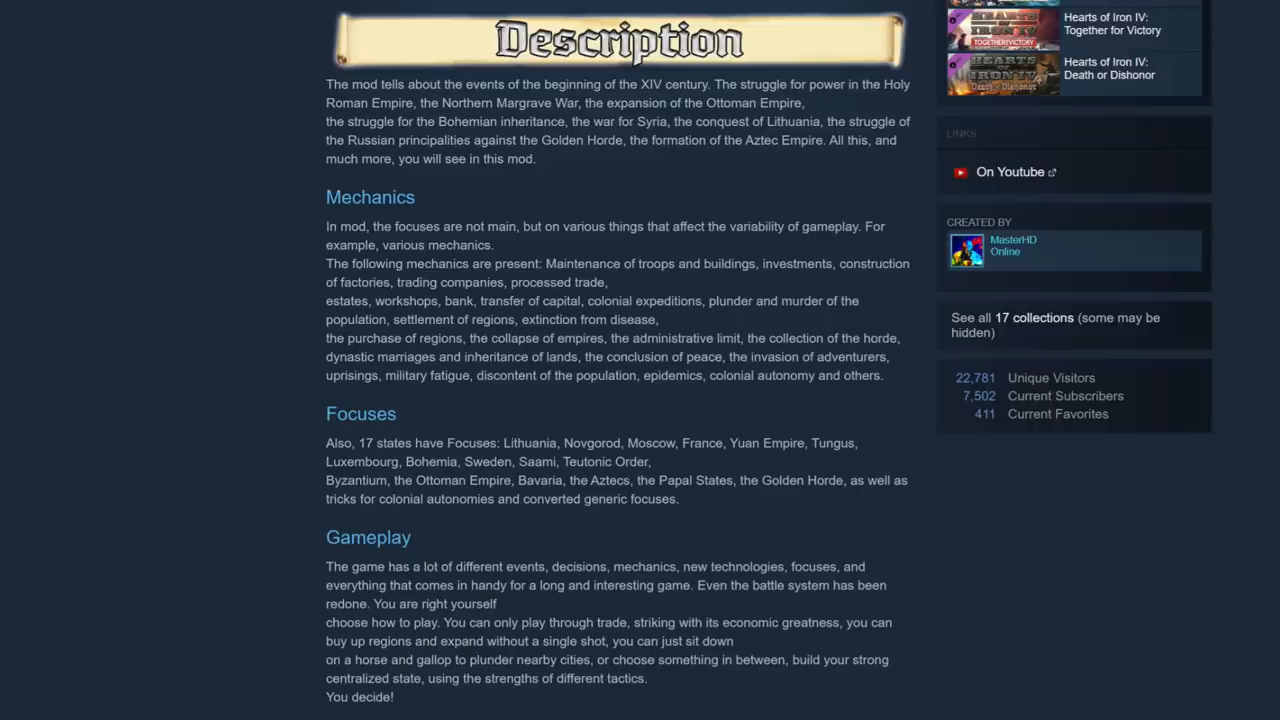 Description
The mod tells about the events of the beginning of the XIV century. The struggle for power in the Holy
Roman Empire, the Northern Margrave War, the expansion of the Ottoman Empire,
the struggle for the Bohemian inheritance, the war for Syria, the conquest of Lithuania, the struggle of
the Russian principalities against the Golden Horde, the formation of the Aztec Empire. All this, and
much more, you will see in this mod.
Mechanics
In mod, the focuses are not main, but on various things that affect the variability of gameplay. For
example, various mechanics.
The following mechanics are present: Maintenance of troops and buildings, investments, construction
of factories, trading companies, processed trade,
estates, workshops, bank, transfer of capital, colonial expeditions, plunder and murder of the
population, settlement of regions, extinction from disease,
the purchase of regions, the collapse of empires, the administrative limit, the collection of the horde,
dynastic marriages and inheritance of lands, the conclusion of peace, the invasion of adventurers,
uprisings, military fatigue, discontent of the population, epidemics, colonial autonomy and others.
Focuses
Also, 17 states have Focuses: Lithuania, Novgorod, Moscow, France, Yuan Empire, Tungus,
Luxembourg, Bohemia, Sweden, Saami, Teutonic Order,
Byzantium, the Ottoman Empire, Bavaria, the Aztecs, the Papal States, the Golden Horde, as well as
tricks for colonial autonomies and converted generic focuses.
Gameplay
The game has a lot of different events, decisions, mechanics, new technologies, focuses, and
everything that comes in handy for a long and interesting game. Even the battle system has been
redone. You are right yourself
choose how to play. You can only play through trade, striking with its economic greatness, you can
buy up regions and expand without a single shot, you can just sit down
on a horse and gallop to plunder nearby cities, or choose something in between, build your strong
centralized state, using the strengths of different tactics.
You decide!
HEARTS
OF
IRON IV
TOGETHER FOR VICTORY
Hearts of Iron IV:
Together for Victory
HEARTS
OF
IRON IV
Death or Dishonor
Hearts of Iron IV:
Death or Dishonor
LINKS
On Youtube
CREATED BY
MasterHD
Online
See all 17 collections (some may be
hidden)
22,781 Unique Visitors
7,502 Current Subscribers
411 Current Favorites